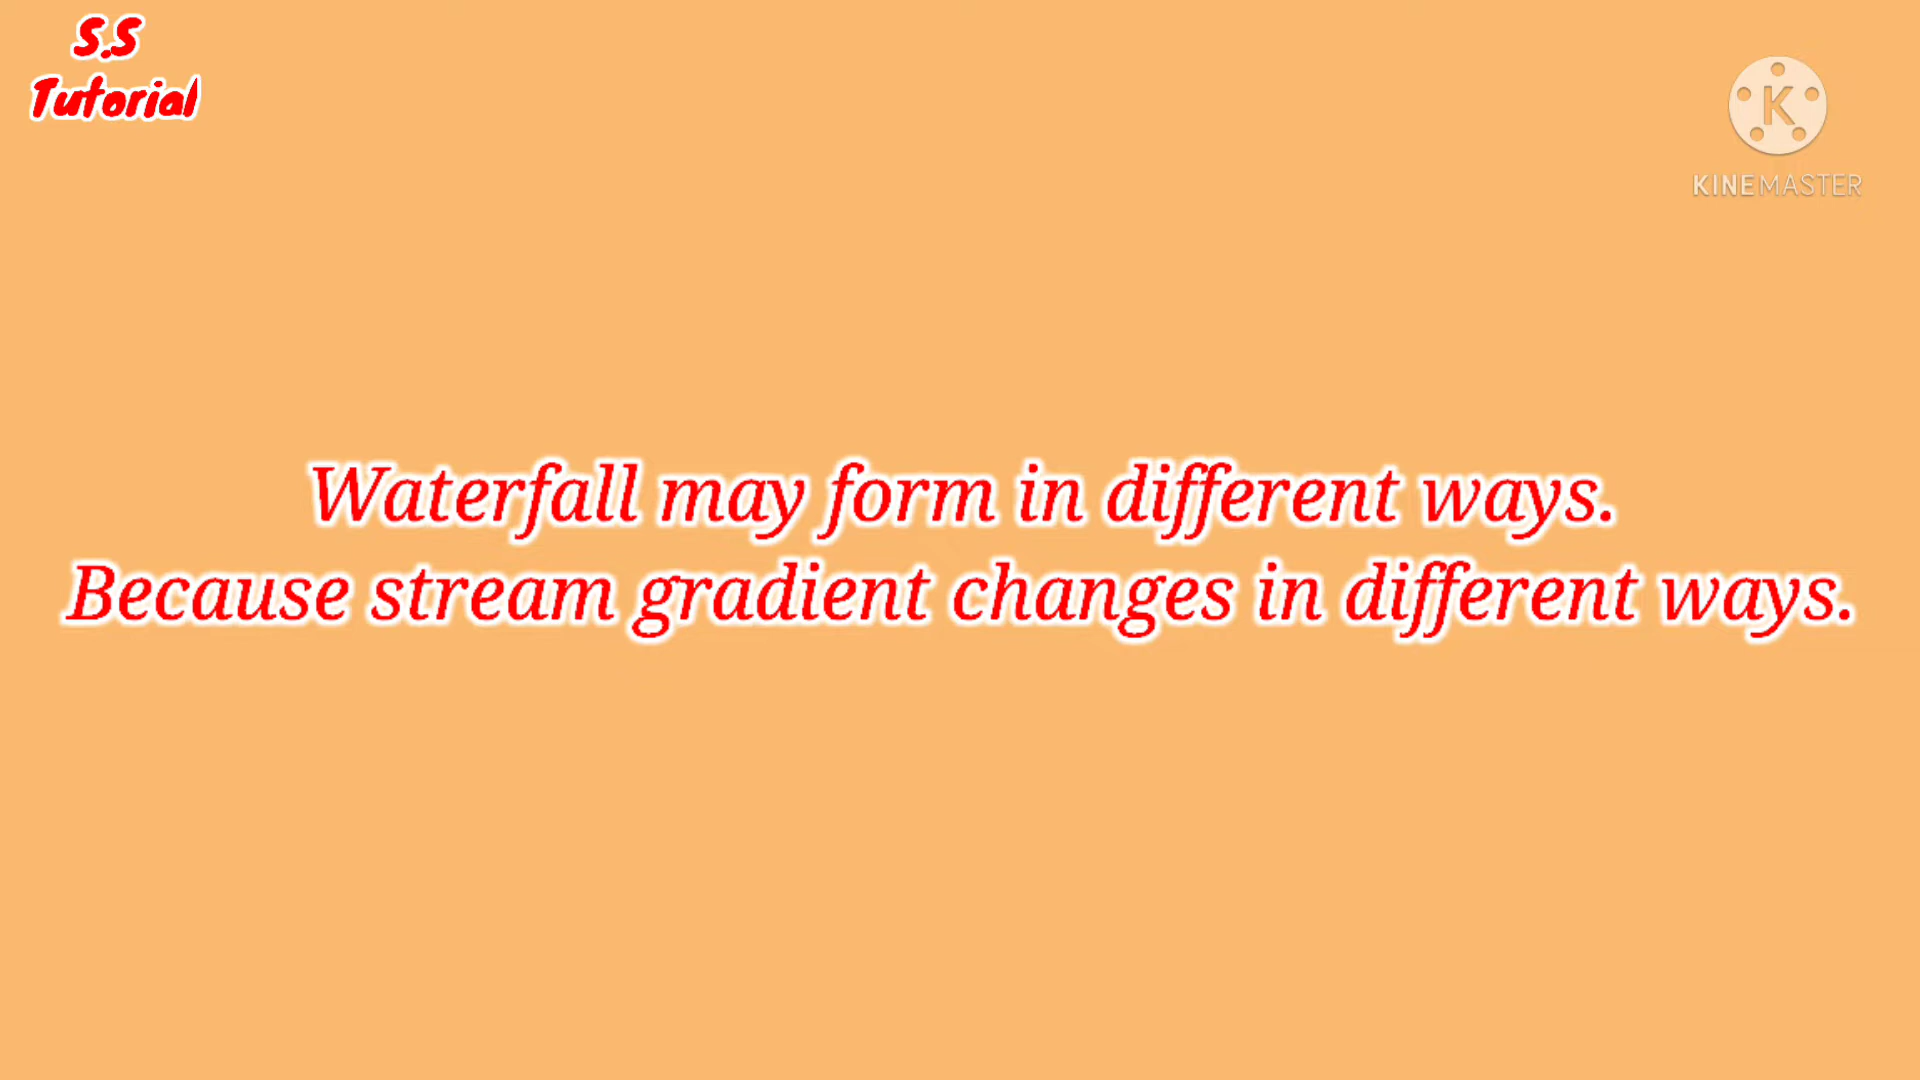 S.S
Tutorial
KINEMASTER
Waterfall may form in different ways.
Because stream gradient changes in different ways.